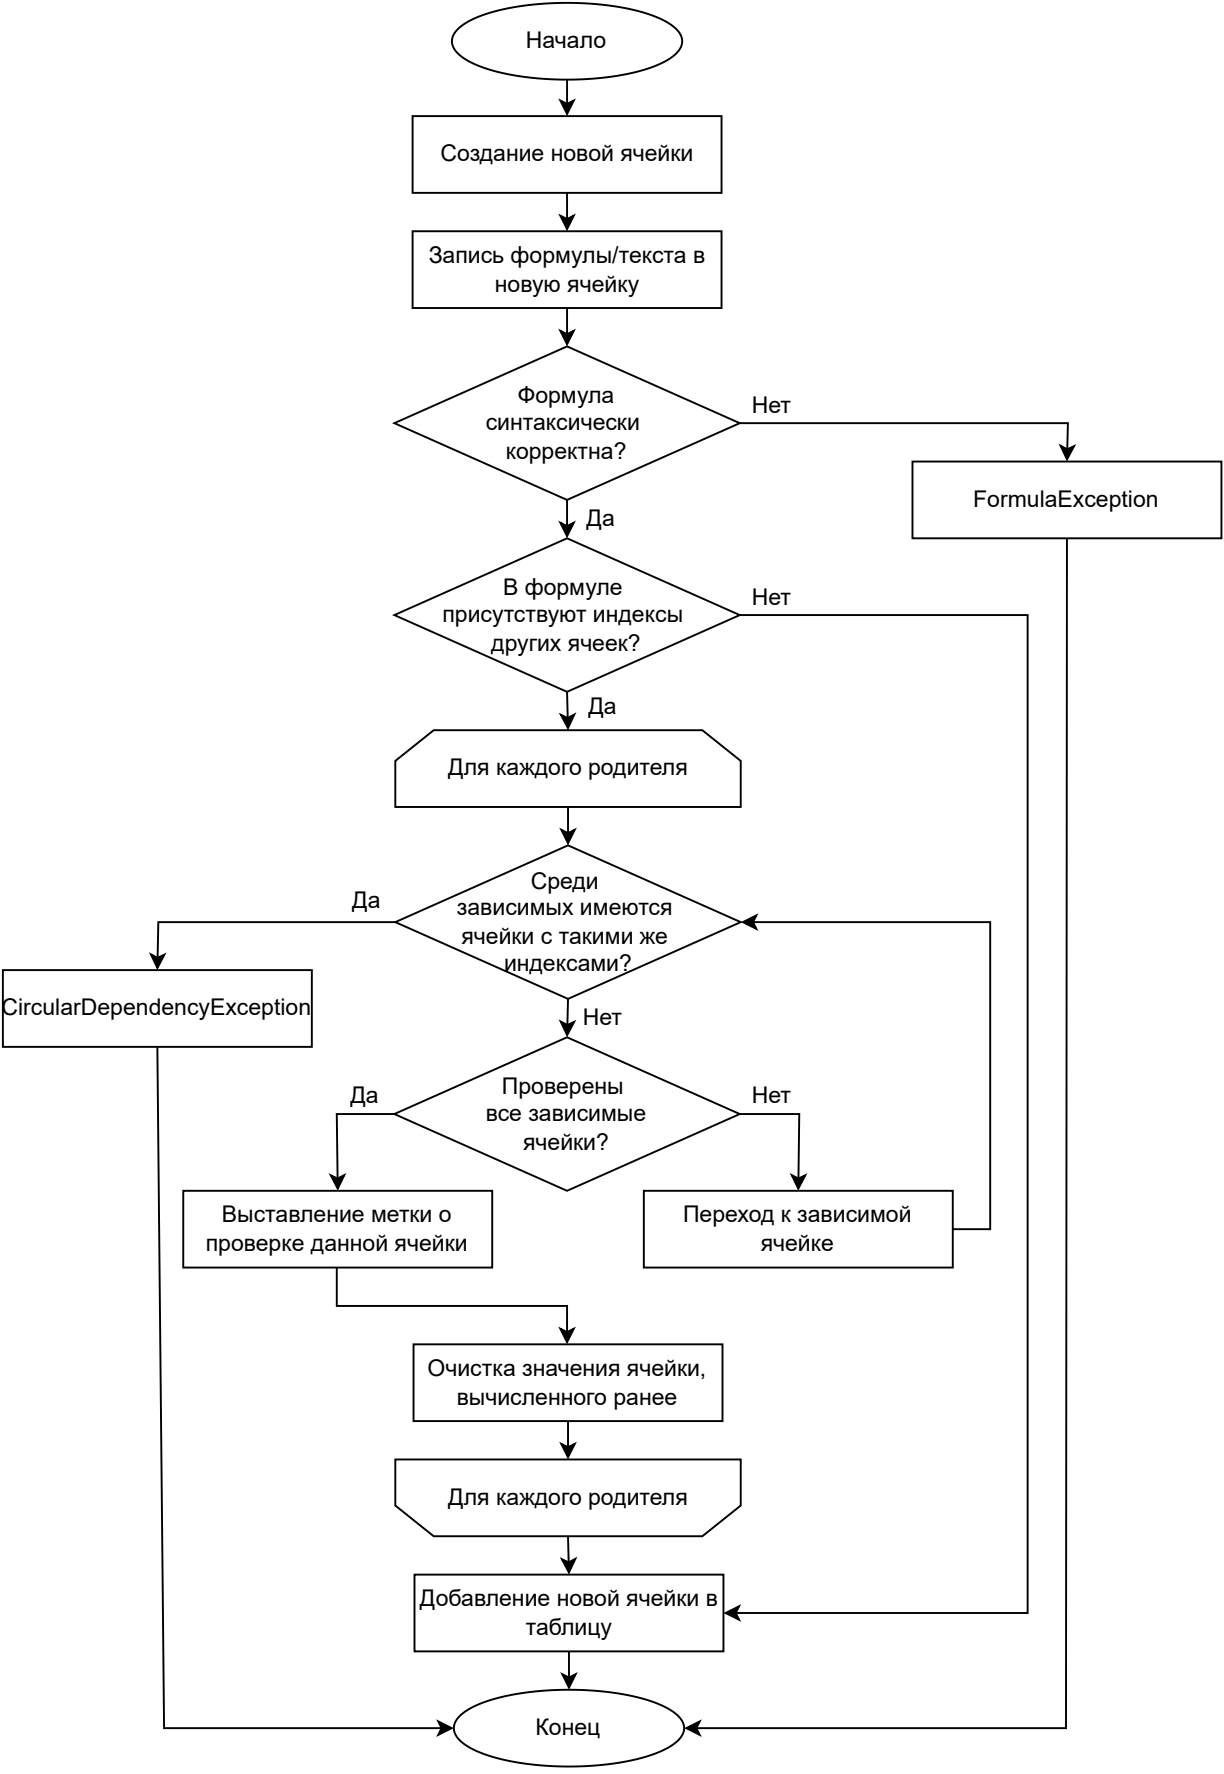 Начало
Создание новой ячейки
Запись формулы/текста в
новую ячейку
Формула
синтаксически
корректна?
Нет
FormulaException
Да
В формуле
присутствуют индексы
других ячеек?
Нет
Да
Для каждого родителя
Среди
зависимых имеются
ячейки с такими же
индексами?
Да
CircularDependencyException
Нет
Проверены
все зависимые
ячейки?
Да
Нет
Выставление метки о
проверке данной ячейки
Переход к зависимой
ячейке
Очистка значения ячейки,
вычисленного ранее
Для каждого родителя
Добавление новой ячейки в
таблицу
Конец